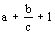 a + b/c + 1